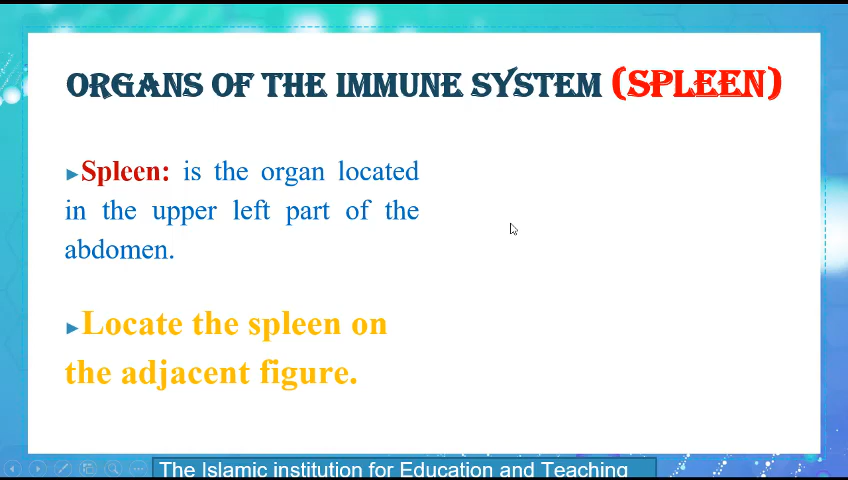 ORGANS OF THE IMMUNE SYSTEM (SPLEEN)
►Spleen: is the organ located
in the upper left part of the
abdomen.
►Locate the spleen on
the adjacent figure.
The Islamic institution for Education and Teaching